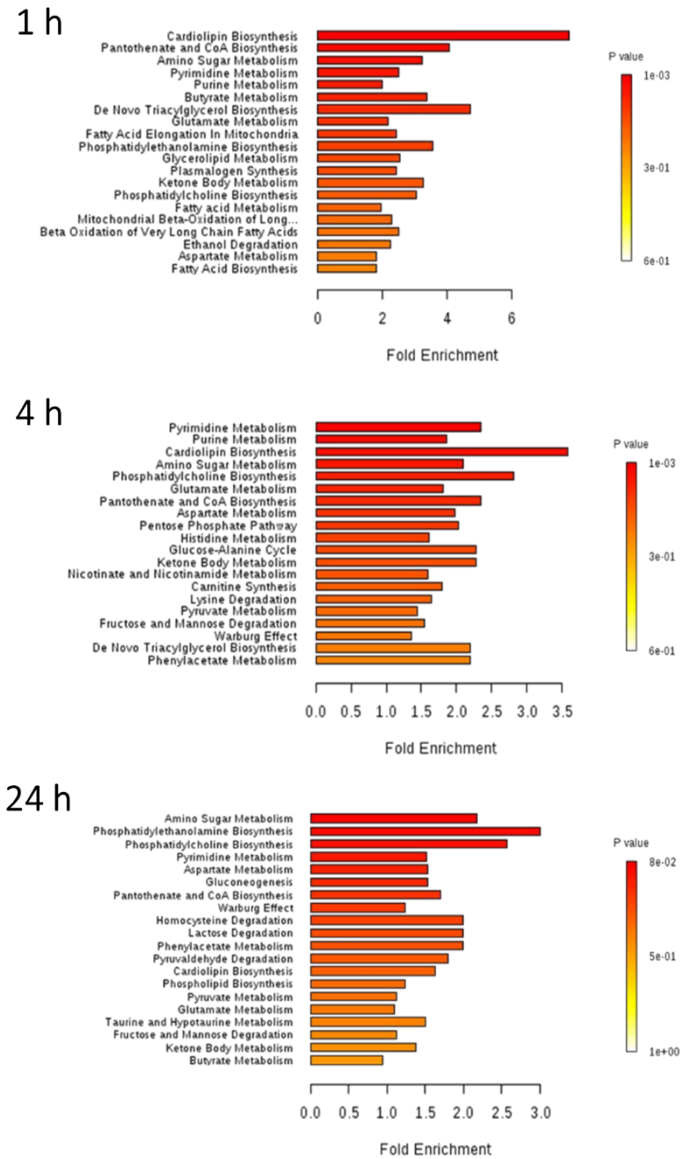 1 h
Cardiolipin Biosynthesis
Pantothenate and CoA Biosynthesis
Amino Sugar Metabolism
Pyrimidine Metabolism
Purine Metabolism
Butyrate Metabolism
De Novo Triacylglycerol Biosynthesis
Glutamate Metabolism
Fatty Acid Elongation In Mitochondria
Phosphatidylethanolamine Biosynthesis
Glycerolipid Metabolism
Plasmalogen Synthesis
Ketone Body Metabolism
Phosphatidylcholine Biosynthesis
Fatty acid Metabolism
Mitochondrial Beta-Oxidation of Long...
Beta Oxidation of Very Long Chain Fatty Acids
Ethanol Degradation
Aspartate Metabolism
Fatty Acid Biosynthesis
0 2 4 6
Fold Enrichment
P value
1e-03
3e-01
6e-01
4 h
Pyrimidine Metabolism
Purine Metabolism
Cardiolipin Biosynthesis
Amino Sugar Metabolism
Phosphatidylcholine Biosynthesis
Glutamate Metabolism
Pantothenate and CoA Biosynthesis
Aspartate Metabolism
Pentose Phosphate Pathway
Histidine Metabolism
Glucose-Alanine Cycle
Ketone Body Metabolism
Nicotinate and Nicotinamide Metabolism
Carnitine Synthesis
Lysine Degradation
Pyruvate Metabolism
Fructose and Mannose Degradation
Warburg Effect
De Novo Triacylglycerol Biosynthesis
Phenylacetate Metabolism
0.0 0.5 1.0 1.5 2.0 2.5 3.0 3.5
Fold Enrichment
P value
1e-03
3e-01
6e-01
24 h
Amino Sugar Metabolism
Phosphatidylethanolamine Biosynthesis
Phosphatidylcholine Biosynthesis
Pyrimidine Metabolism
Aspartate Metabolism
Gluconeogenesis
Pantothenate and CoA Biosynthesis
Warburg Effect
Homocysteine Degradation
Lactose Degradation
Phenylacetate Metabolism
Pyruvaldehyde Degradation
Cardiolipin Biosynthesis
Phospholipid Biosynthesis
Pyruvate Metabolism
Glutamate Metabolism
Taurine and Hypotaurine Metabolism
Fructose and Mannose Degradation
Ketone Body Metabolism
Butyrate Metabolism
0.0 0.5 1.0 1.5 2.0 2.5 3.0
Fold Enrichment
P value
8e-02
5e-01
1e+00